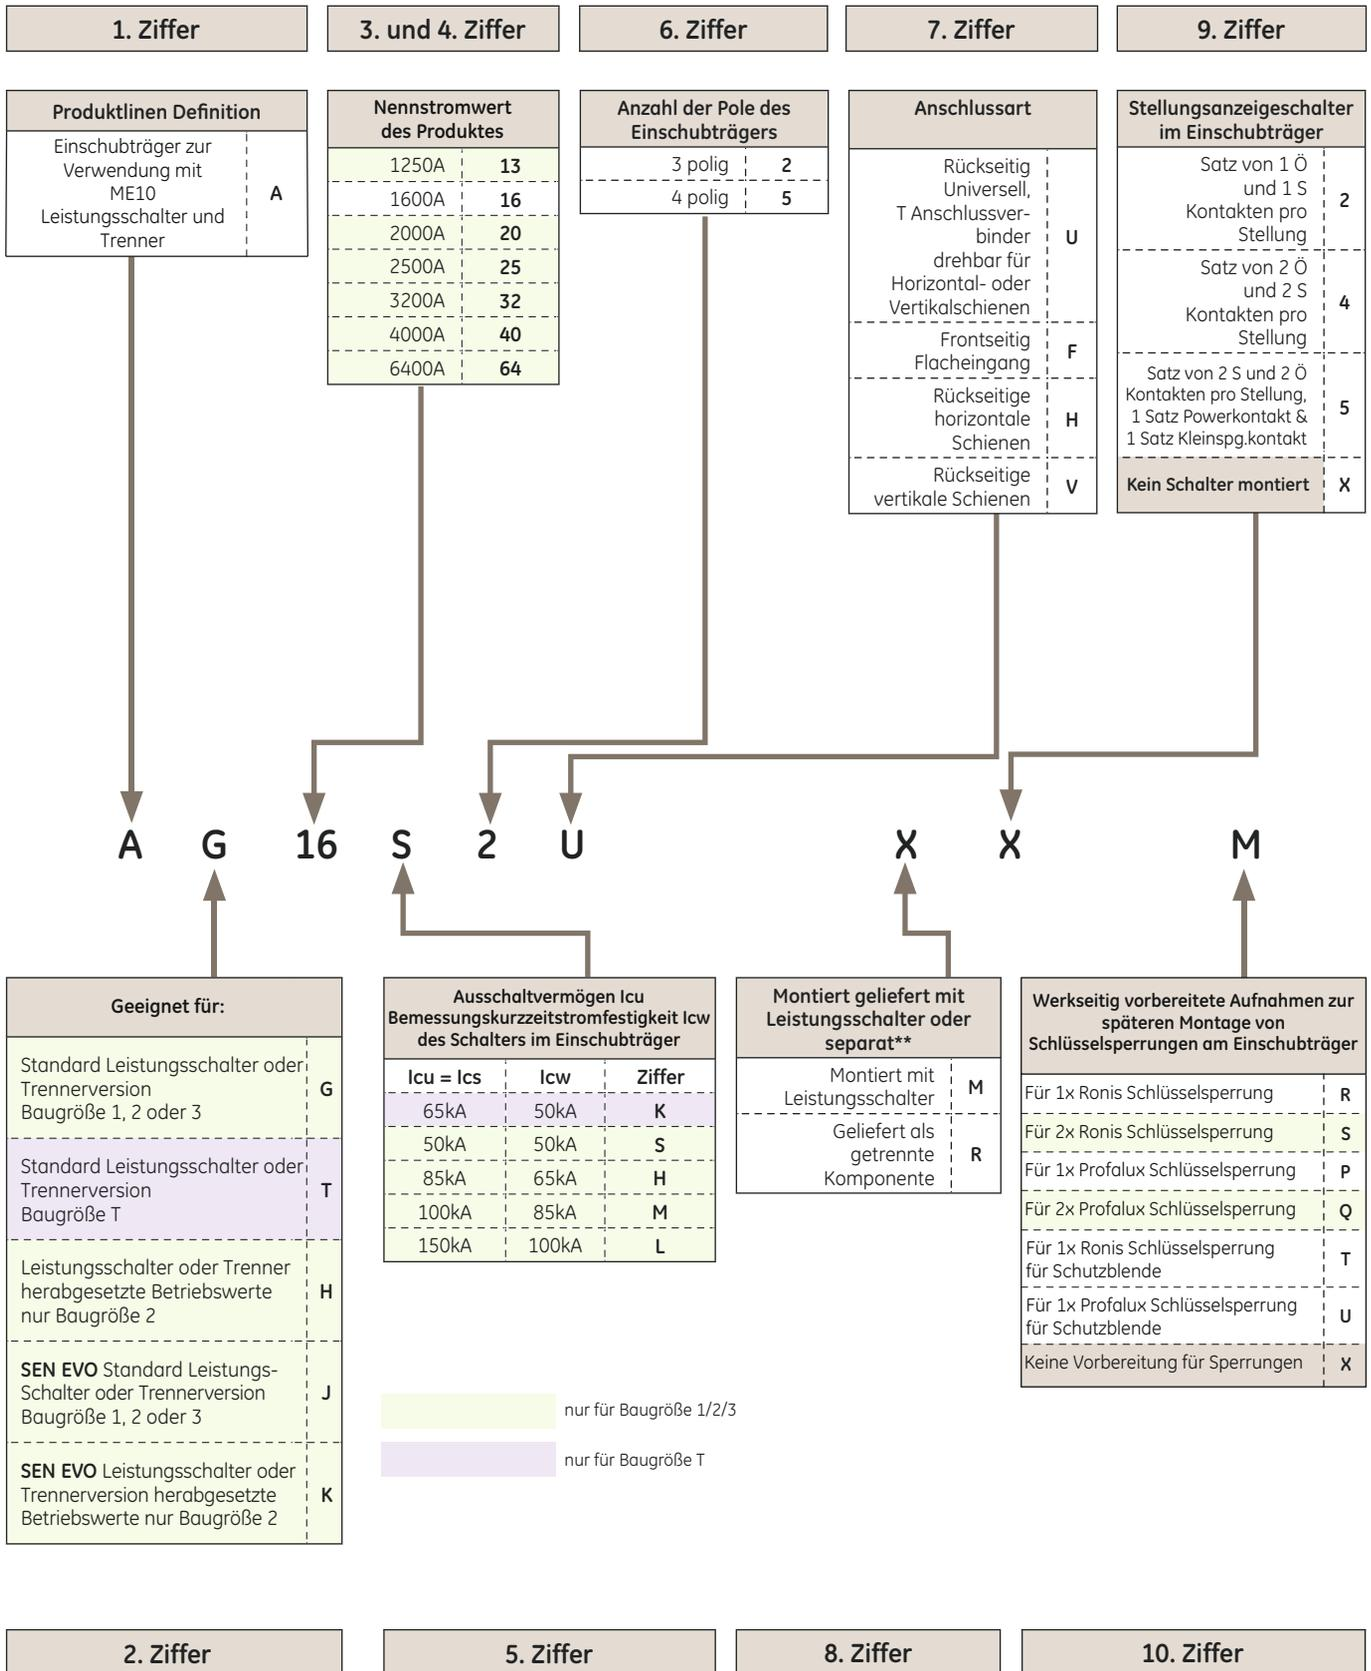 1. Ziffer
3. und 4. Ziffer
6. Ziffer
7. Ziffer
9. Ziffer
Produktlinen Definition
Einschubträger zur
Verwendung mit
ME10
Leistungsschalter und
Trenner
A
Nennstromwert
des Produktes
1250A 13
1600A 16
2000A 20
2500A 25
3200A 32
4000A 40
6400A 64
Anzahl der Pole des
Einschubträgers
3 polig 2
4 polig 5
Anschlussart
Rückseitig
Universell,
T Anschlussver-
binder
drehbar für
Horizontal- oder
Vertikalschienen
U
Frontseitig
Flacheingang
F
Rückseitige
horizontale
Schienen
H
Rückseitige
vertikale Schienen
V
Stellungsanzeigeschalter
im Einschubträger
Satz von 1 Ö
und 1 S
Kontakten pro
Stellung
2
Satz von 2 Ö
und 2 S
Kontakten pro
Stellung
4
Satz von 2 S und 2 Ö
Kontakten pro Stellung,
1 Satz Powerkontakt &
1 Satz Kleinspg.kontakt
5
Kein Schalter montiert X
A G 16 S 2 U X X M
Geeignet für:
Standard Leistungsschalter oder
Trennerversion
Baugröße 1, 2 oder 3
G
Standard Leistungsschalter oder
Trennerversion
Baugröße T
T
Leistungsschalter oder Trenner
herabgesetzte Betriebswerte
nur Baugröße 2
H
SEN EVO Standard Leistungs-
Schalter oder Trennerversion
Baugröße 1, 2 oder 3
J
SEN EVO Leistungsschalter oder
Trennerversion herabgesetzte
Betriebswerte nur Baugröße 2
K
Ausschaltvermögen Icu
Bemessungskurzzeitstromfestigkeit Icw
des Schalters im Einschubträger
Icu = Ics Icw Ziffer
65kA 50kA K
50kA 50kA S
85kA 65kA H
100kA 85kA M
150kA 100kA L
Montiert geliefert mit
Leistungsschalter oder
separat**
Montiert mit
Leistungsschalter
M
Geliefert als
getrennte
Komponente
R
Werkseitig vorbereitete Aufnahmen zur
späteren Montage von
Schlüsselsperrungen am Einschubträger
Für 1x Ronis Schlüsselsperrung R
Für 2x Ronis Schlüsselsperrung S
Für 1x Profalux Schlüsselsperrung P
Für 2x Profalux Schlüsselsperrung Q
Für 1x Ronis Schlüsselsperrung
für Schutzblende
T
Für 1x Profalux Schlüsselsperrung
für Schutzblende
U
Keine Vorbereitung für Sperrungen X
nur für Baugröße 1/2/3
nur für Baugröße T
2. Ziffer
5. Ziffer
8. Ziffer
10. Ziffer